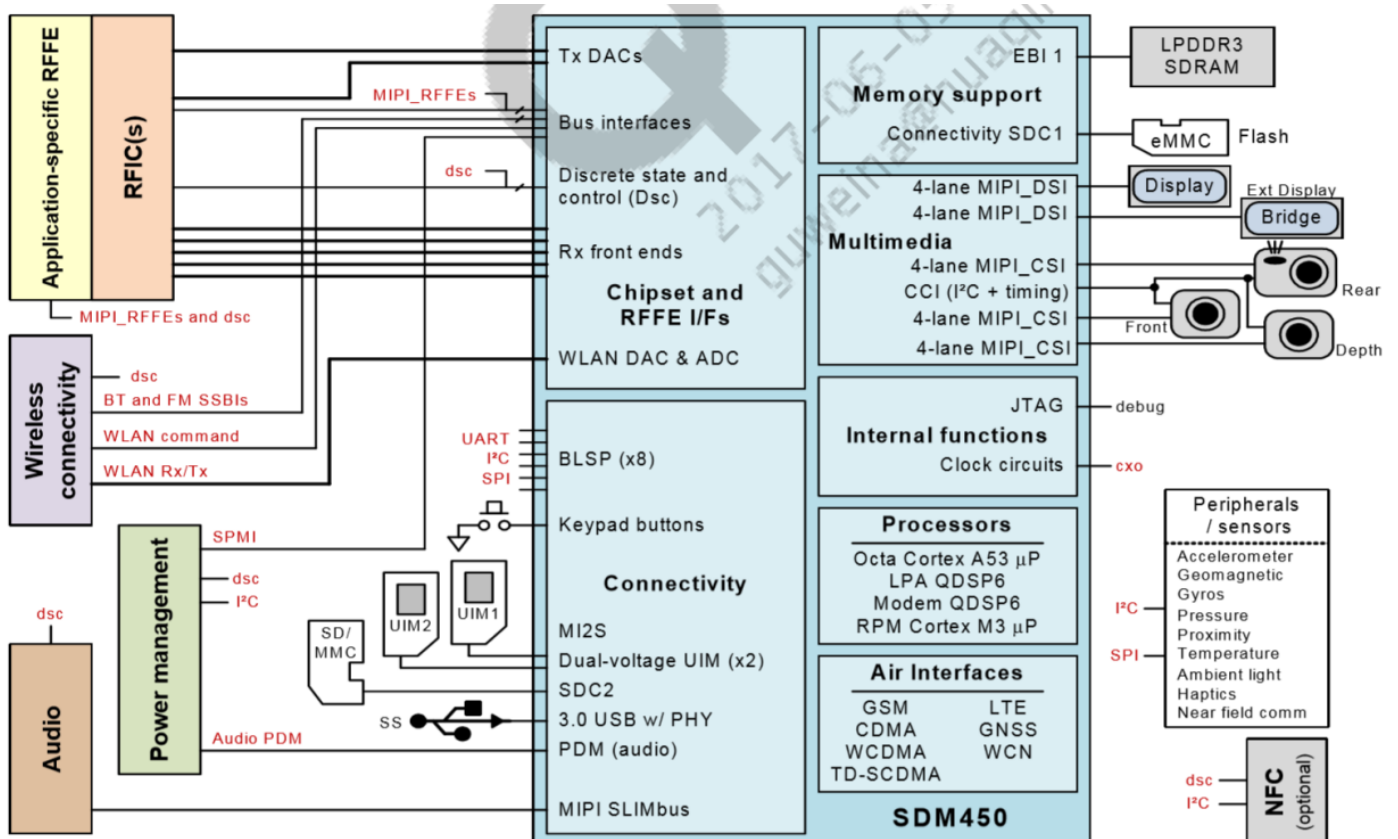 Application-specific RFFE
RFIC(s)
MIPI_RFFEs
dsc
MIPI_RFFEs and dsc
Wireless
connectivity
dsc
BT and FM SSBIs
WLAN command
WLAN Rx/Tx
Power management
SPMI
dsc
I²C
Audio PDM
dsc
Audio
Tx DACs
Bus interfaces
Discrete state and
control (Dsc)
Rx front ends
Chipset and
RFFE I/Fs
WLAN DAC & ADC
UART
I²C
SPI
BLSP (x8)
Keypad buttons
Connectivity
UIM1
UIM2
SD/
MMC
MI2S
Dual-voltage UIM (x2)
SDC2
SS
3.0 USB w/ PHY
PDM (audio)
MIPI SLIMbus
EBI 1
Memory support
Connectivity SDC1
LPDDR3
SDRAM
eMMC
Flash
4-lane MIPI_DSI
4-lane MIPI_DSI
Multimedia
4-lane MIPI_CSI
CCI (I²C + timing)
4-lane MIPI_CSI
4-lane MIPI_CSI
Display
Ext Display
Bridge
Rear
Front
Depth
JTAG
Internal functions
Clock circuits
debug
cxo
Processors
Octa Cortex A53 µP
LPA QDSP6
Modem QDSP6
RPM Cortex M3 µP
Air Interfaces
GSM LTE
CDMA GNSS
WCDMA WCN
TD-SCDMA
SDM450
Peripherals
/ sensors
Accelerometer
Geomagnetic
Gyros
Pressure
Proximity
Temperature
Ambient light
Haptics
Near field comm
I²C
SPI
dsc
I²C
NFC
(optional)